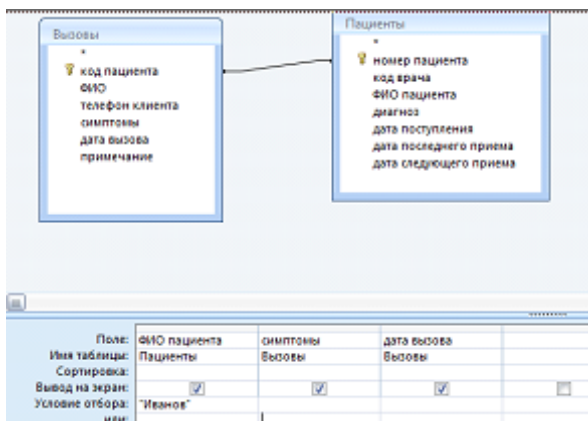 Вызовы
*
код пациента
ФИО
телефон клиента
симптомы
дата вызова
примечание
Пациенты
*
номер пациента
код врача
ФИО пациента
диагноз
дата поступления
дата последнего приема
дата следующего приема
Поле: ФИО пациента симптомы дата вызова
Имя таблицы: Пациенты Вызовы Вызовы
Сортировка:
Вывод на экран:
Условие отбора: "Иванов"
или: